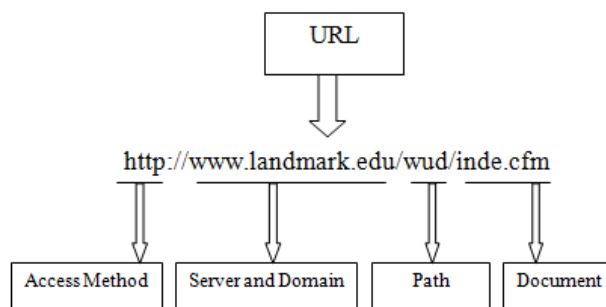 URL
http://www.landmark.edu/wud/inde.cfm
Access Method
Server and Domain
Path
Document